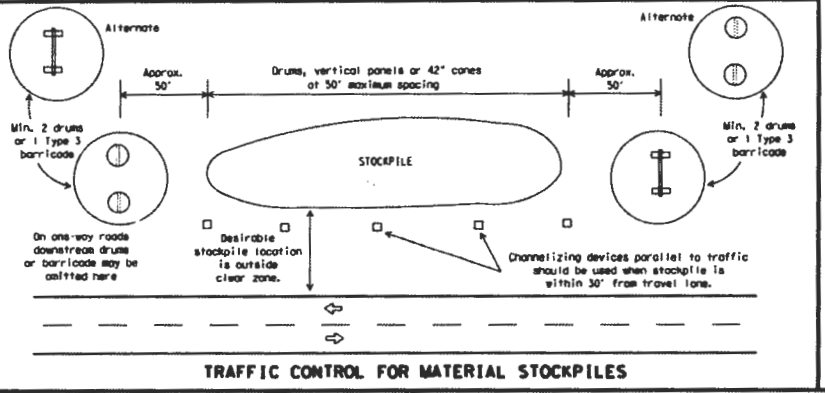 Alternate
Alternate
Approx.
50'
Drums, vertical panels or 42" cones
at 50' maximum spacing
Approx.
50'
Min. 2 drums
or 1 Type 3
barricade
Min. 2 drums
or 1 Type 3
barricade
STOCKPILE
On one-way roads
downstream drums
or barricade may be
omitted here
Desirable
stockpile location
is outside
clear zone.
Channelizing devices parallel to traffic
should be used when stockpile is
within 30' from travel lane.
TRAFFIC CONTROL FOR MATERIAL STOCKPILES